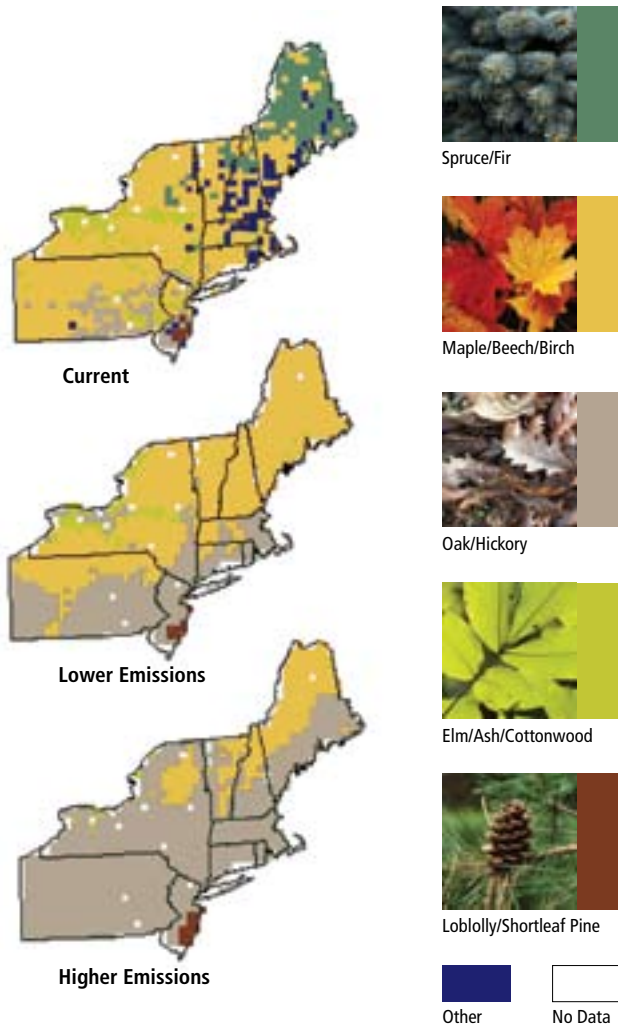 Current
Lower Emissions
Higher Emissions
Spruce/Fir
Maple/Beech/Birch
Oak/Hickory
Elm/Ash/Cottonwood
Loblolly/Shortleaf Pine
Other
No Data